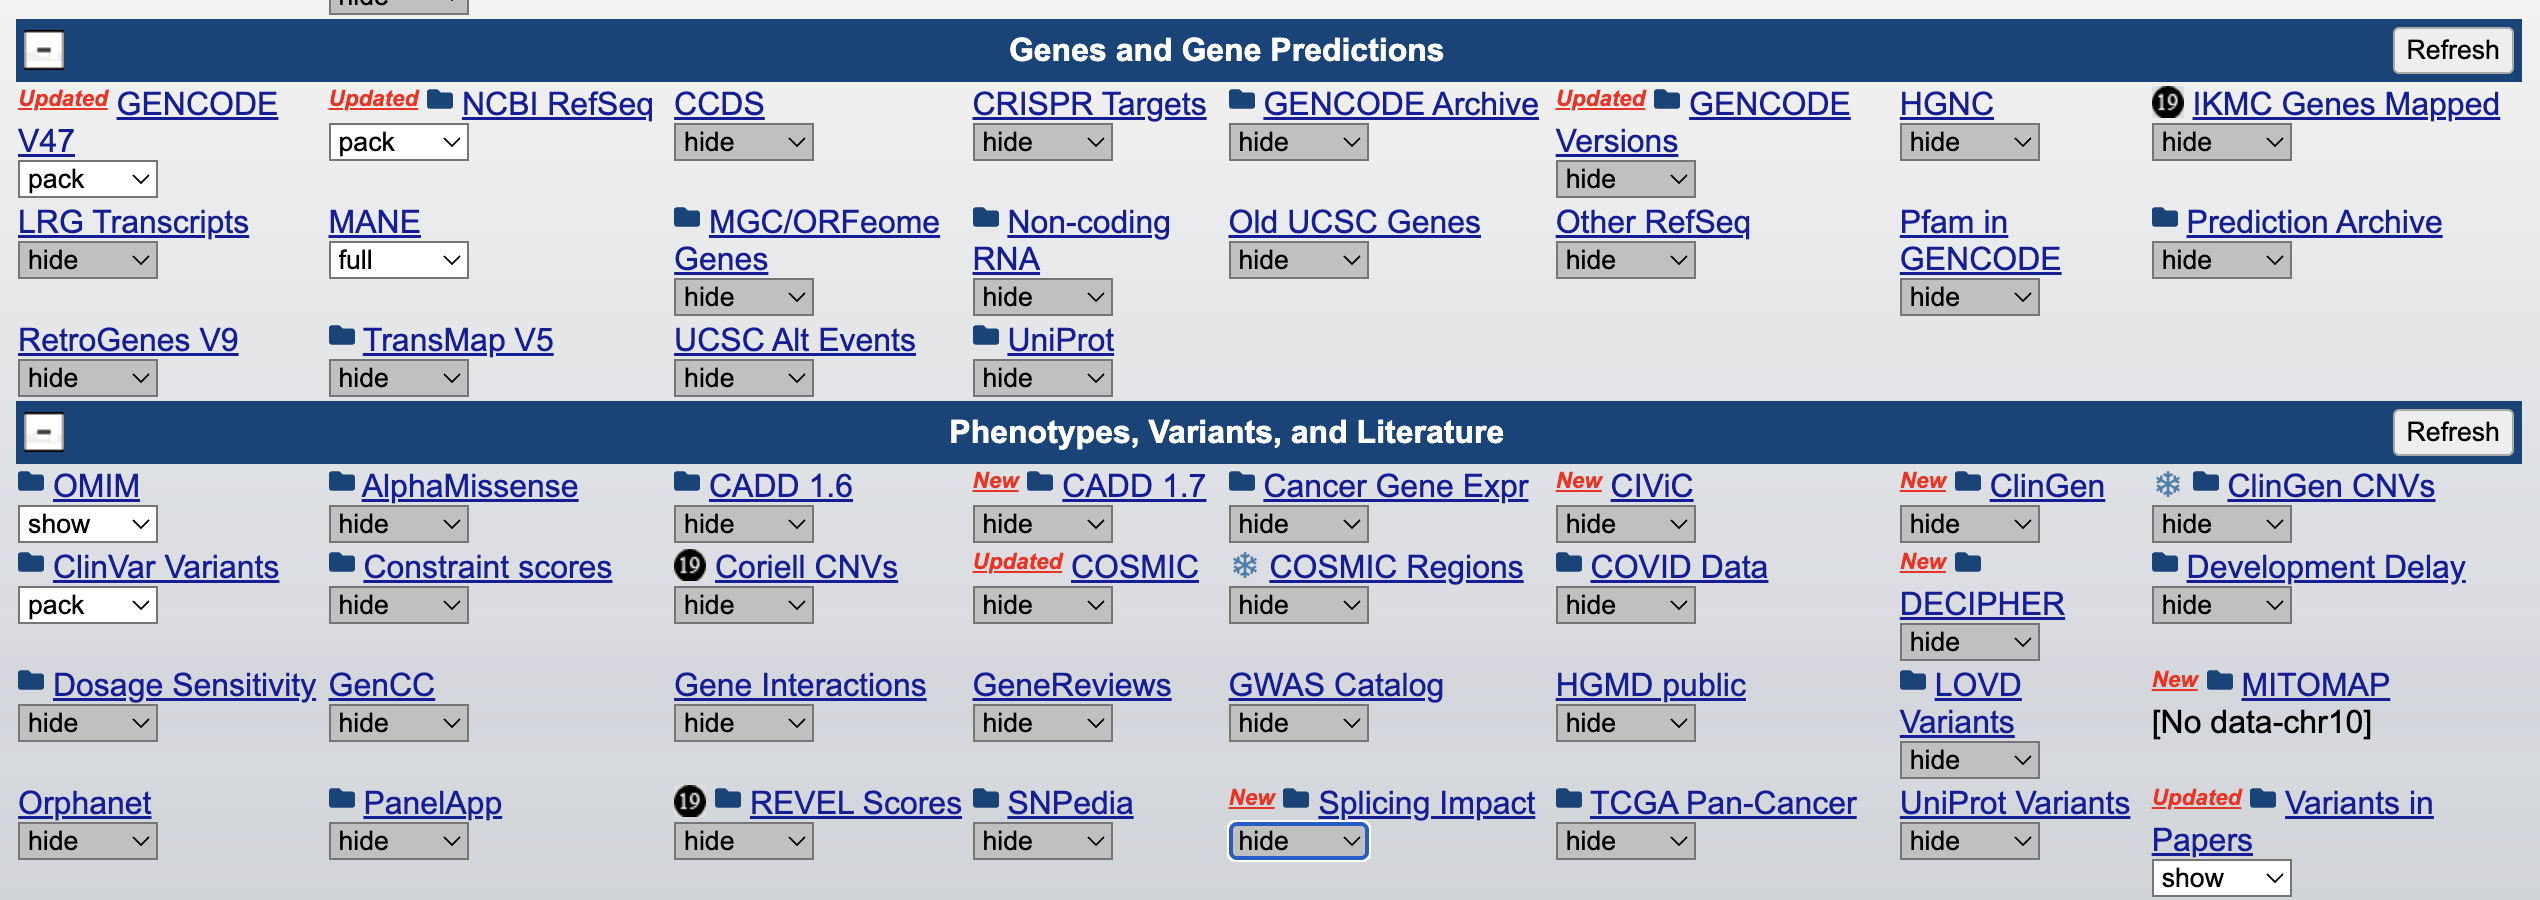 hide
Genes and Gene Predictions
Refresh
Updated GENCODE V47
pack
Updated NCBI RefSeq
pack
CCDS
hide
CRISPR Targets
hide
GENCODE Archive
hide
Updated GENCODE Versions
hide
HGNC
hide
19 IKMC Genes Mapped
hide
LRG Transcripts
hide
MANE
full
MGC/ORFeome Genes
hide
Non-coding RNA
hide
Old UCSC Genes
hide
Other RefSeq
hide
Pfam in GENCODE
hide
Prediction Archive
hide
RetroGenes V9
hide
TransMap V5
hide
UCSC Alt Events
hide
UniProt
hide
Phenotypes, Variants, and Literature
Refresh
OMIM
show
AlphaMissense
hide
CADD 1.6
hide
New CADD 1.7
hide
Cancer Gene Expr
hide
New CIViC
hide
New ClinGen
hide
ClinGen CNVs
hide
ClinVar Variants
pack
Constraint scores
hide
19 Coriell CNVs
hide
Updated COSMIC
hide
COSMIC Regions
hide
COVID Data
hide
New DECIPHER
hide
Development Delay
hide
Dosage Sensitivity
hide
GenCC
hide
Gene Interactions
hide
GeneReviews
hide
GWAS Catalog
hide
HGMD public
hide
LOVD Variants
hide
New MITOMAP
[No data-chr10]
Orphanet
hide
PanelApp
hide
19 REVEL Scores
hide
SNPedia
hide
New Splicing Impact
hide
TCGA Pan-Cancer
hide
UniProt Variants
hide
Updated Variants in Papers
show